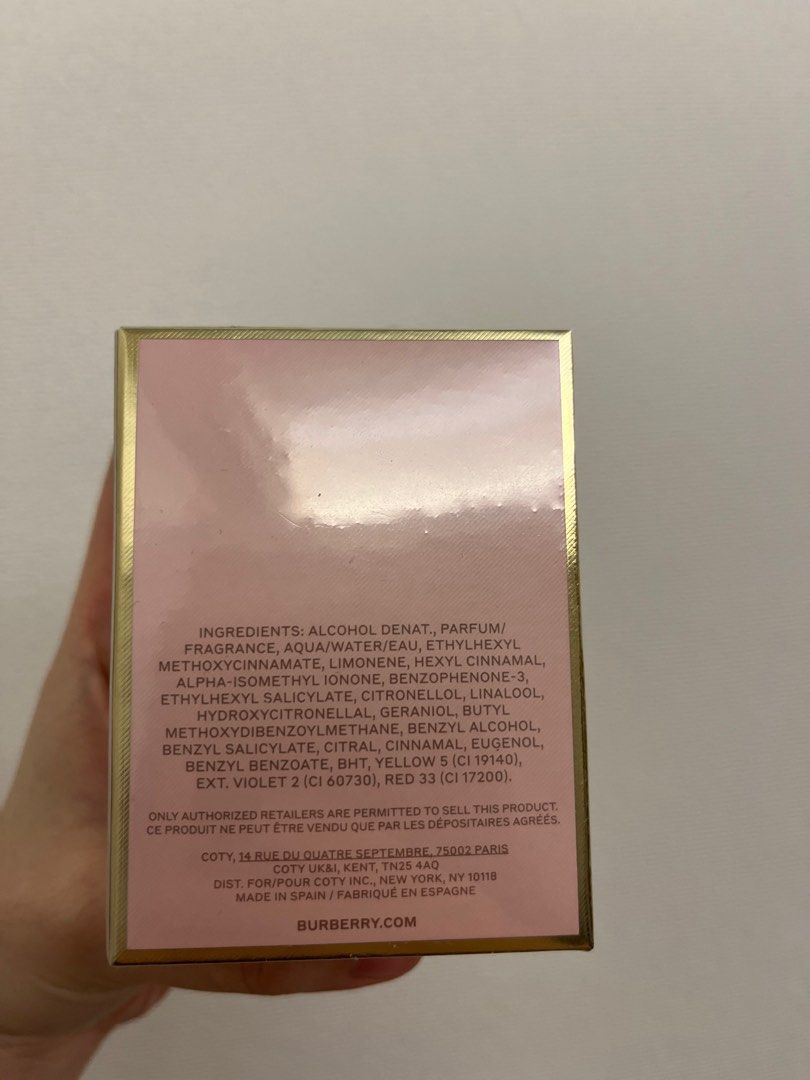 INGREDIENTS: ALCOHOL DENAT., PARFUM/
FRAGRANCE, AQUA/WATER/EAU, ETHYLHEXYL
METHOXYCINNAMATE, LIMONENE, HEXYL CINNAMAL,
ALPHA-ISOMETHYL IONONE, BENZOPHENONE-3,
ETHYLHEXYL SALICYLATE, CITRONELLOL, LINALOOL,
HYDROXYCITRONELLAL, GERANIOL, BUTYL
METHOXYDIBENZOYLMETHANE, BENZYL ALCOHOL,
BENZYL SALICYLATE, CITRAL, CINNAMAL, EUGENOL,
BENZYL BENZOATE, BHT, YELLOW 5 (CI 19140),
EXT. VIOLET 2 (CI 60730), RED 33 (CI 17200).
ONLY AUTHORIZED RETAILERS ARE PERMITTED TO SELL THIS PRODUCT.
CE PRODUIT NE PEUT ÊTRE VENDU QUE PAR LES DÉPOSITAIRES AGRÉÉS.
COTY, 14 RUE DU QUATRE SEPTEMBRE, 75002 PARIS
COTY UK&I, KENT, TN25 4AQ
DIST. FOR/POUR COTY INC., NEW YORK, NY 10118
MADE IN SPAIN / FABRIQUÉ EN ESPAGNE
BURBERRY.COM